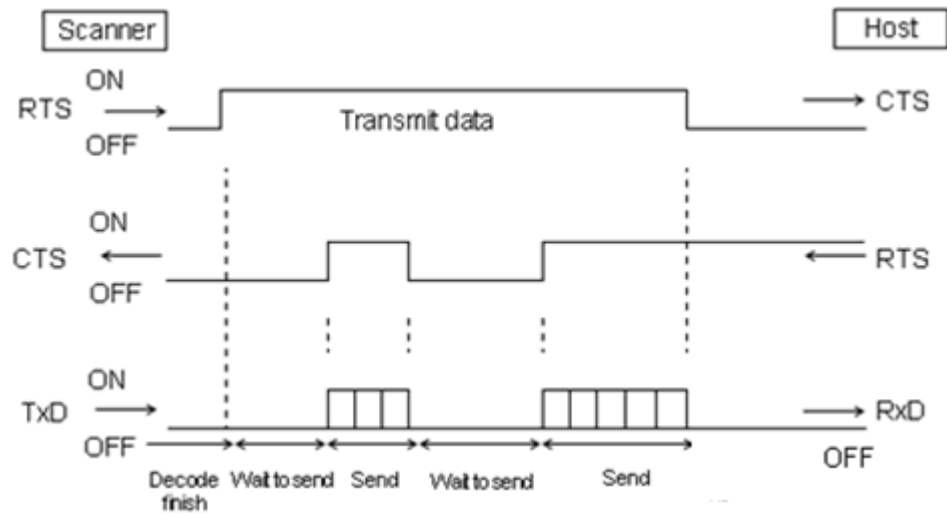 Scanner
Host
ON
RTS
CTS
Transmit data
OFF
ON
CTS
RTS
OFF
ON
TxD
RxD
OFF
OFF
Decode finish
Wait to send
Send
Wait to send
Send